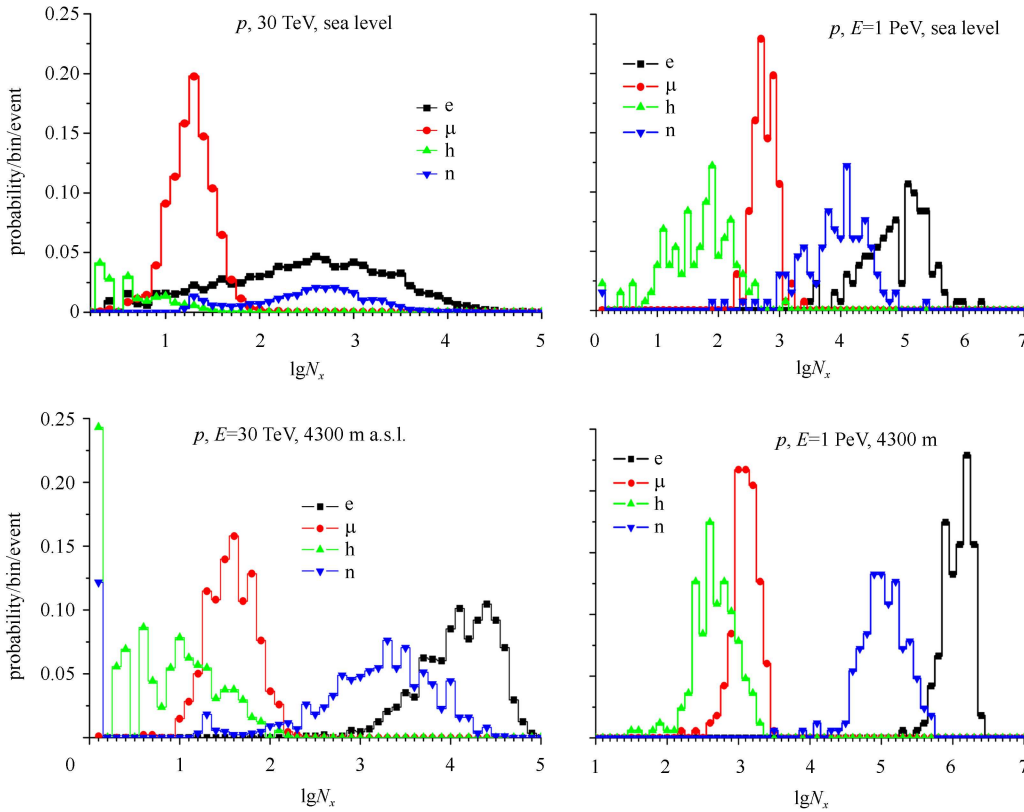 p, 30 TeV, sea level
0.25
0.20
0.15
0.10
0.05
0
probability/bin/event
e
μ
h
n
1 2 3 4 5
lgNₓ
p, E=1 PeV, sea level
e
μ
h
n
0 1 2 3 4 5 6 7
lgNₓ
p, E=30 TeV, 4300 m a.s.l.
0.25
0.20
0.15
0.10
0.05
probability/bin/event
e
μ
h
n
0 1 2 3 4 5
lgNₓ
p, E=1 PeV, 4300 m
e
μ
h
n
1 2 3 4 5 6 7
lgNₓ